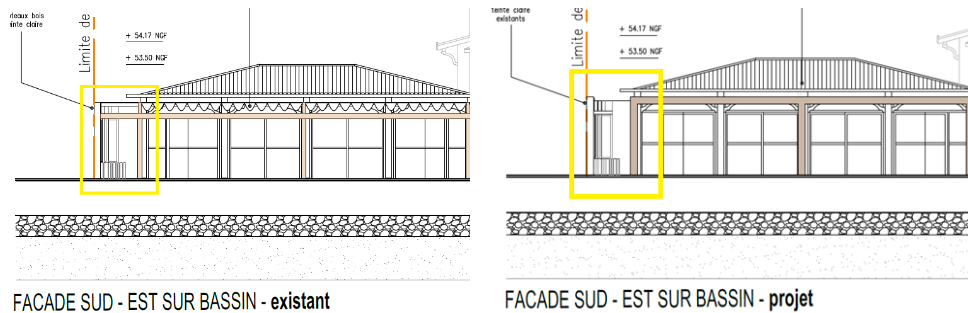 teaux bois
inte claire
Limite de
+ 54.17 NGF
+ 53.50 NGF
FACADE SUD - EST SUR BASSIN - existant
teinte claire
existants
Limite de
+ 54.17 NGF
+ 53.50 NGF
FACADE SUD - EST SUR BASSIN - projet